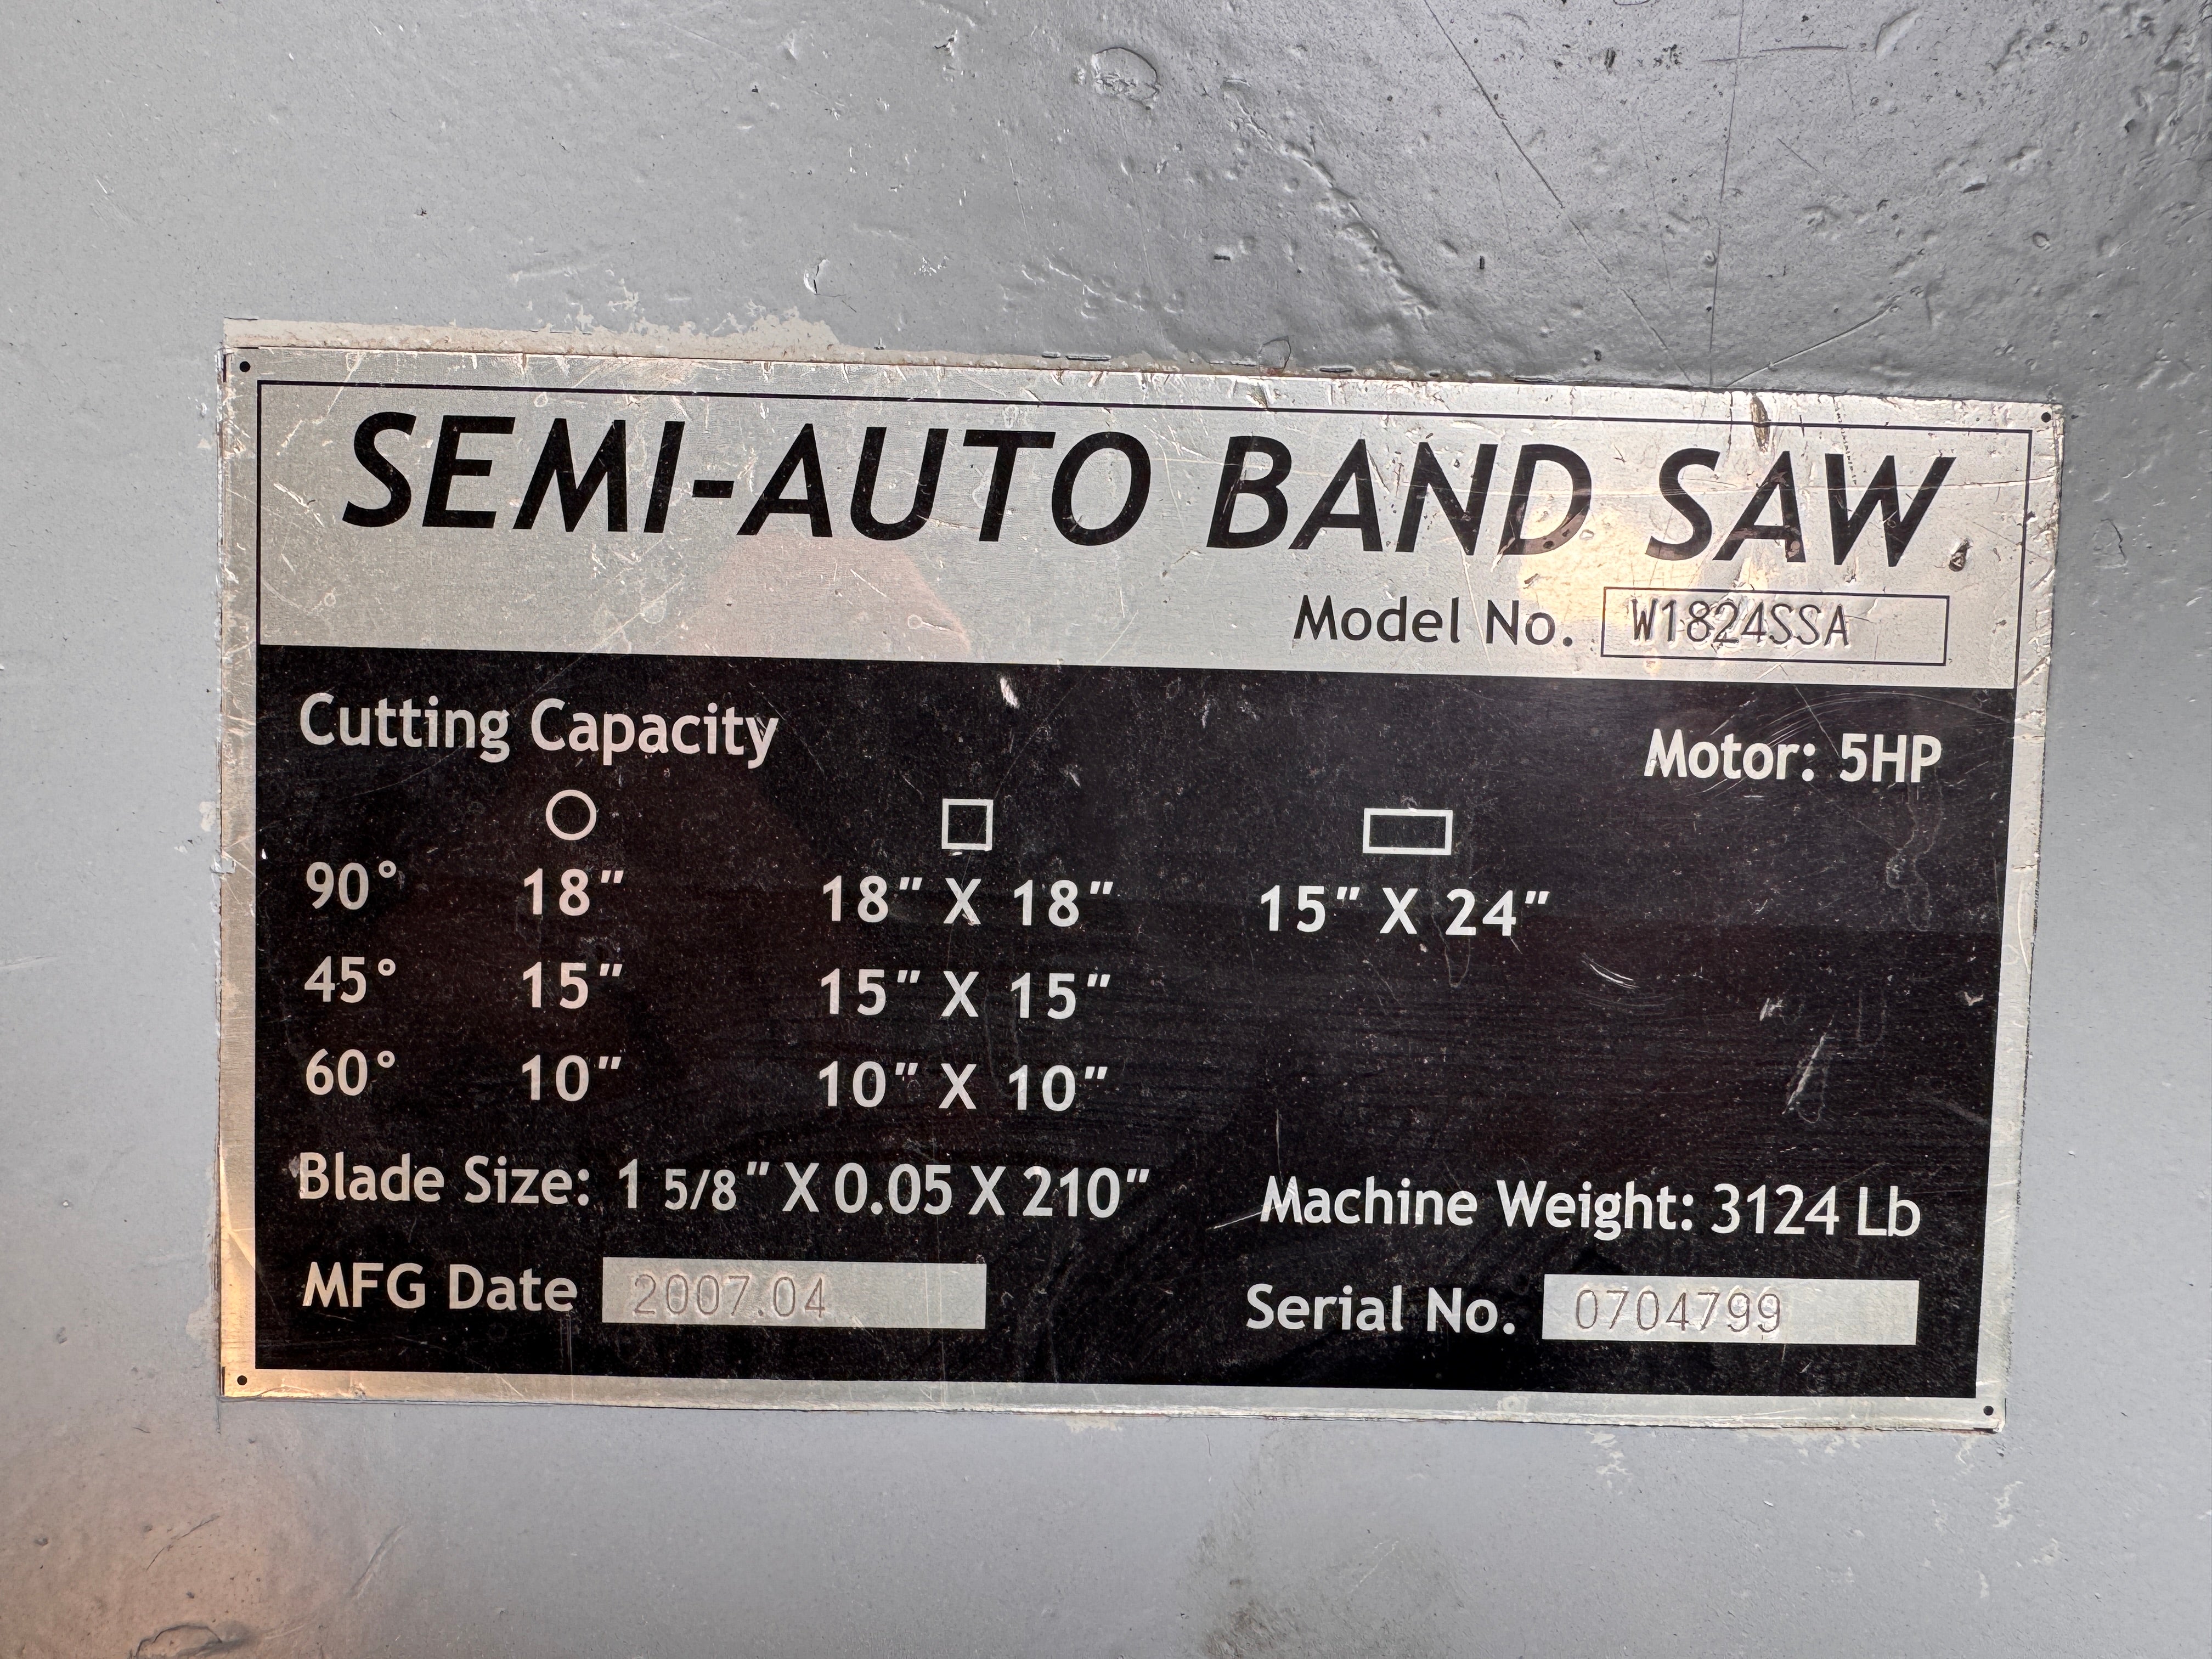 SEMI-AUTO BAND SAW
Model No. W1824SSA
Cutting Capacity
Motor: 5HP
90° 18" 18" X 18" 15" X 24"
45° 15" 15" X 15"
60° 10" 10" X 10"
Blade Size: 1 5/8" X 0.05 X 210" Machine Weight: 3124 Lb
MFG Date 2007.04 Serial No. 0704799